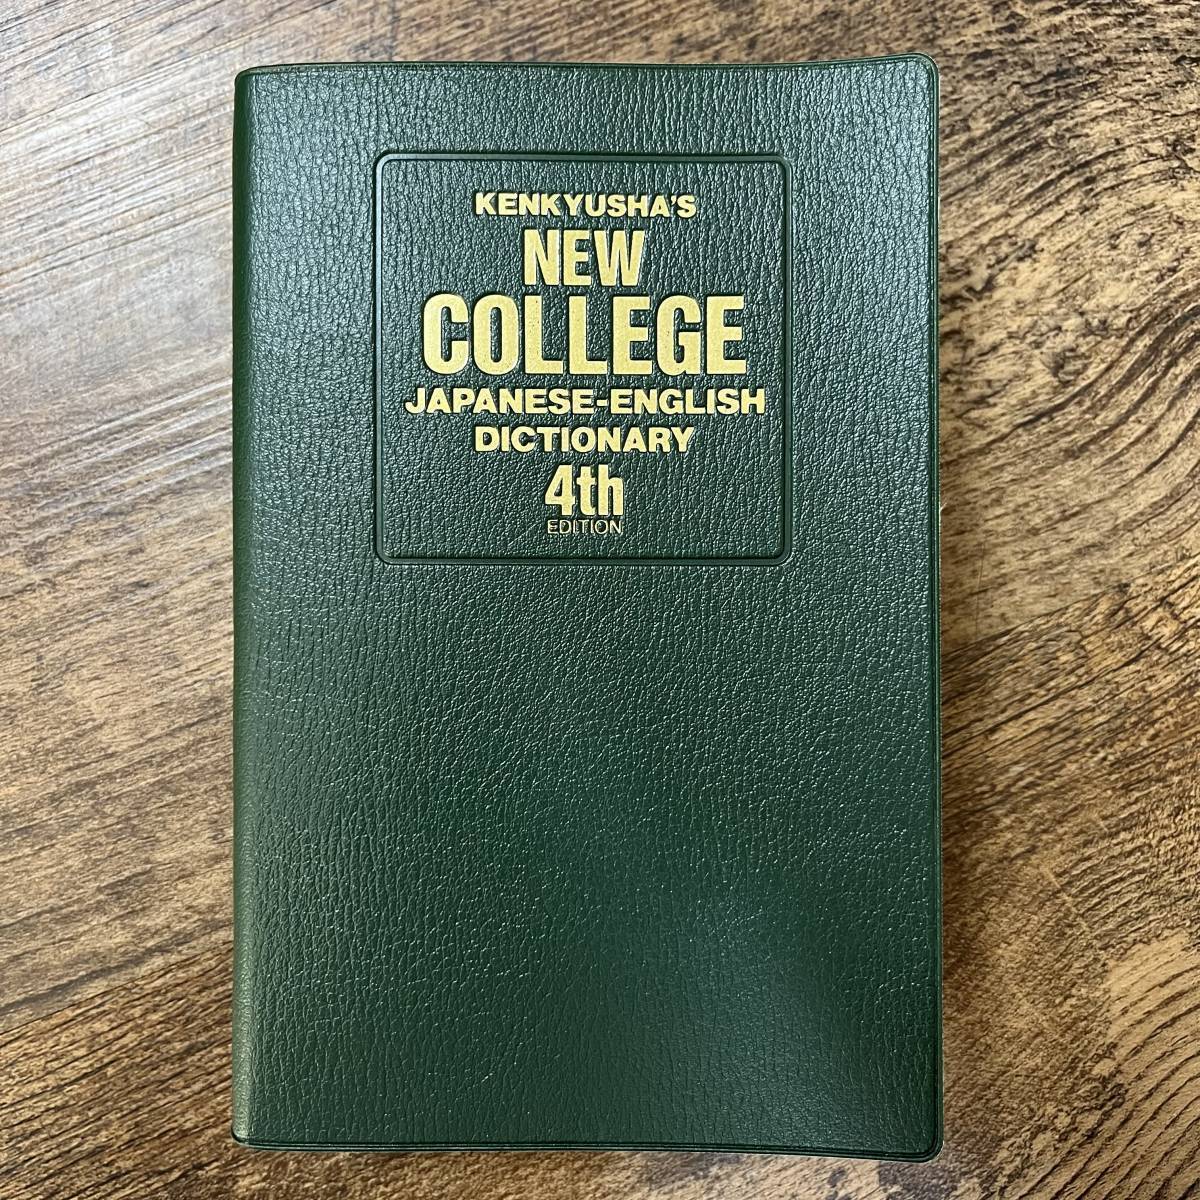 KENKYUSHA'S
NEW
COLLEGE
JAPANESE-ENGLISH
DICTIONARY
4th
EDITION